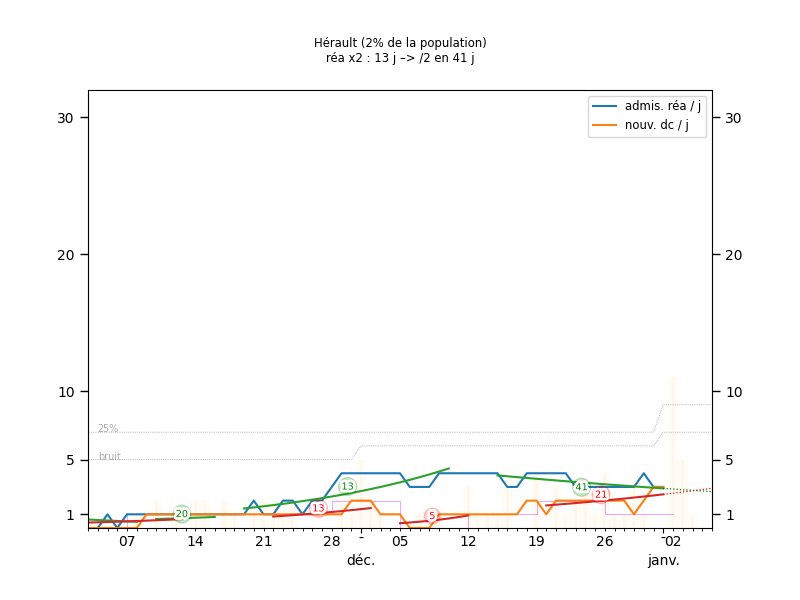 Hérault (2% de la population)
réa x2 : 13 j –> /2 en 41 j
admis. réa / j
nouv. dc / j
30 30
20 20
10 10
25%
5 bruit 5
13 41 21
20 13 5
1 1
07 14 21 28 - 05 12 19 26 02
déc. janv.